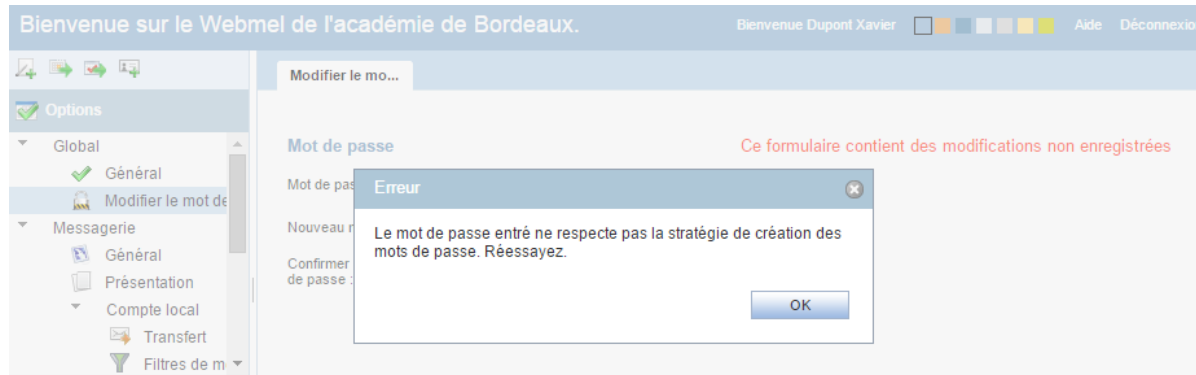 Bienvenue sur le Webmel de l'académie de Bordeaux.
Bienvenue Dupont Xavier Aide Déconnexio
Modifier le mo...
Options
Global
Général
Modifier le mot de
Messagerie
Général
Présentation
Compte local
Transfert
Filtres de m
Mot de passe
Ce formulaire contient des modifications non enregistrées
Mot de pas
Nouveau m
Confirmer
de passe :
Erreur
Le mot de passe entré ne respecte pas la stratégie de création des
mots de passe. Réessayez.
OK